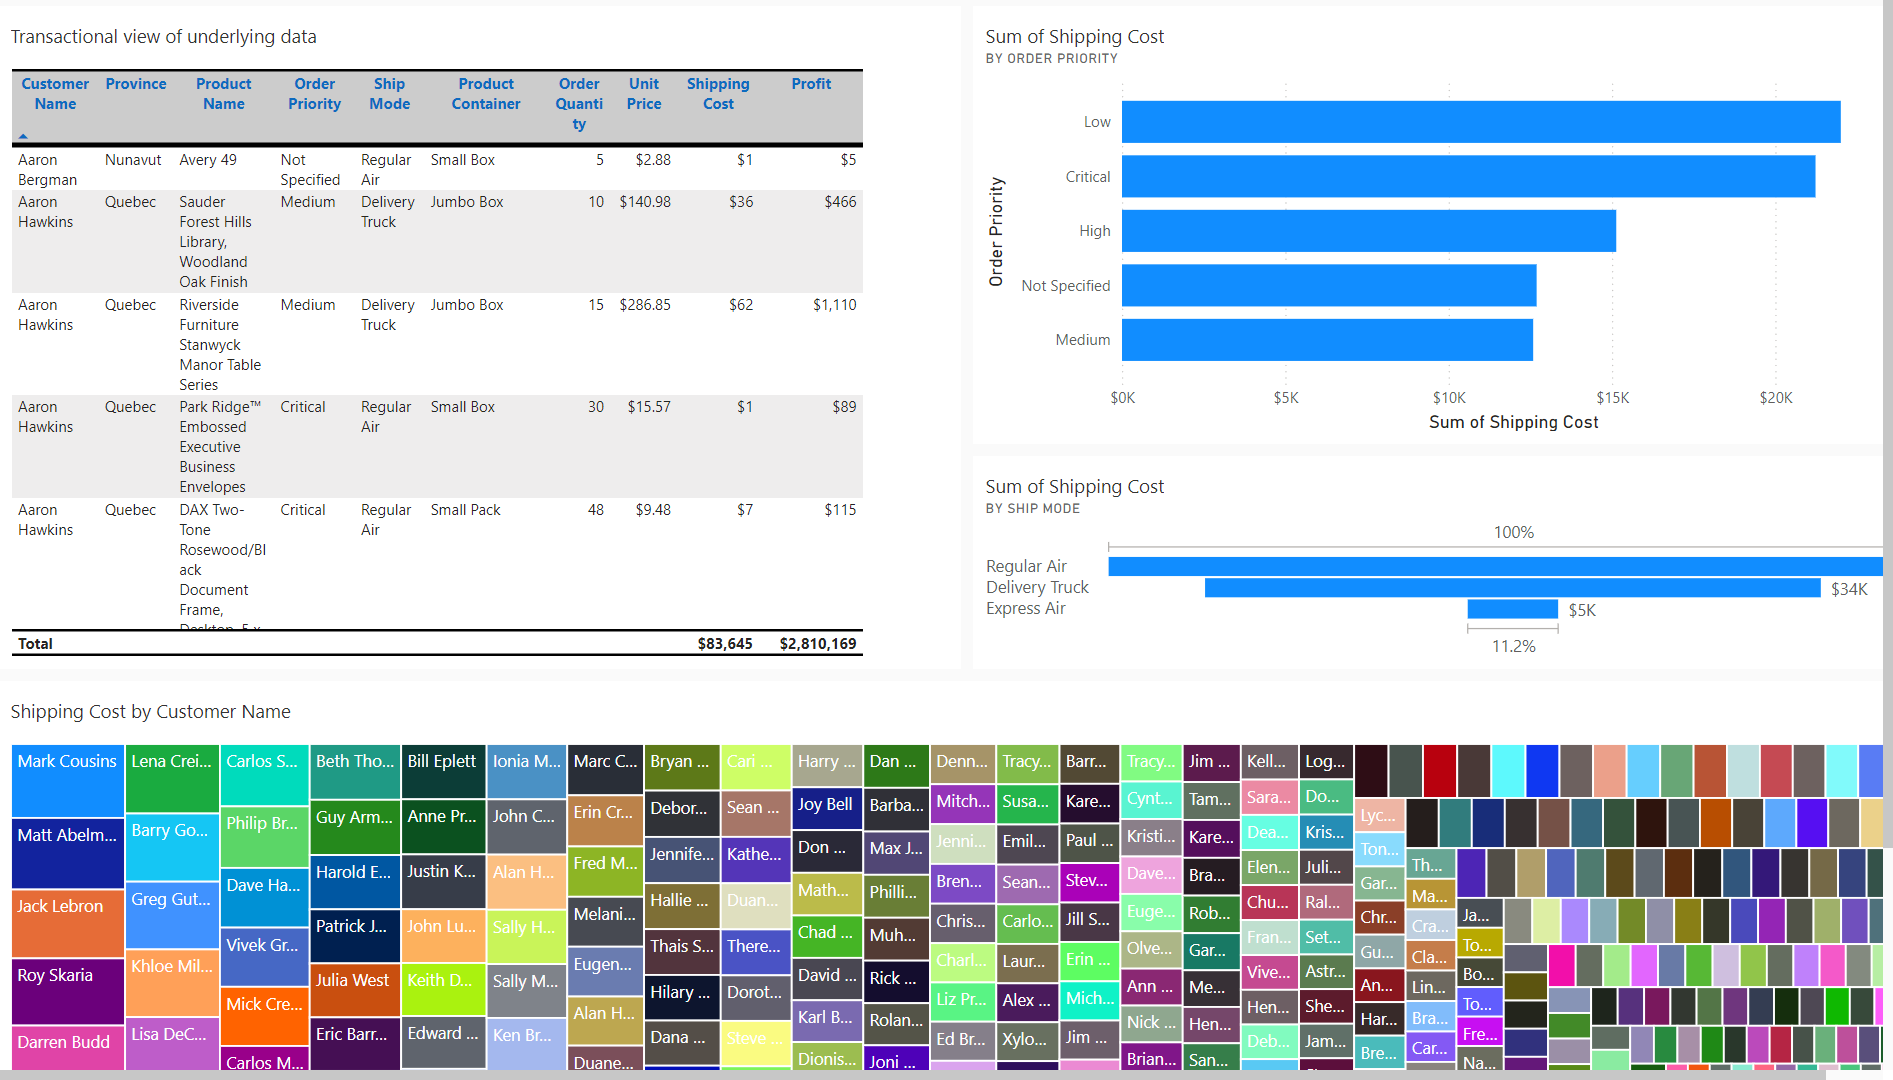 Transactional view of underlying data
Customer Name Province Product Name Order Priority Ship Mode Product Container Order Quanti ty Unit Price Shipping Cost Profit
Aaron Bergman Nunavut Avery 49 Not Specified Regular Air Small Box 5 $2.88 $1 $5
Aaron Hawkins Quebec Sauder Forest Hills Library, Woodland Oak Finish Medium Delivery Truck Jumbo Box 10 $140.98 $36 $466
Aaron Hawkins Quebec Riverside Furniture Stanwyck Manor Table Series Medium Delivery Truck Jumbo Box 15 $286.85 $62 $1,110
Aaron Hawkins Quebec Park Ridge™ Embossed Executive Business Envelopes Critical Regular Air Small Box 30 $15.57 $1 $89
Aaron Hawkins Quebec DAX Two-Tone Rosewood/Bl ack Document Frame, Desktop, 5 x Critical Regular Air Small Pack 48 $9.48 $7 $115
Total $83,645 $2,810,169
Sum of Shipping Cost
BY ORDER PRIORITY
Order Priority
Low
Critical
High
Not Specified
Medium
$0K $5K $10K $15K $20K
Sum of Shipping Cost
Sum of Shipping Cost
BY SHIP MODE
100%
Regular Air
Delivery Truck $34K
Express Air $5K
11.2%
Shipping Cost by Customer Name
Mark Cousins
Matt Abelm...
Jack Lebron
Roy Skaria
Darren Budd
Lena Crei...
Barry Go...
Greg Gut...
Khloe Mil...
Lisa DeC...
Carlos S...
Philip Br...
Dave Ha...
Vivek Gr...
Mick Cre...
Carlos M...
Beth Tho...
Guy Arm...
Harold E...
Patrick J...
Julia West
Eric Barr...
Bill Eplett
Anne Pr...
Justin K...
John Lu...
Keith D...
Edward ...
Ionia M...
John C...
Alan H...
Sally H...
Sally M...
Ken Br...
Marc C...
Erin Cr...
Fred M...
Melani...
Eugen...
Alan H...
Duane...
Bryan ...
Debor...
Jennife...
Hallie ...
Thais S...
Hilary ...
Dana ...
Cari ...
Sean ...
Kathe...
Duan...
There...
Dorot...
Steve ...
Harry ...
Joy Bell
Don ...
Math...
Chad ...
David ...
Karl B...
Dionis...
Dan ...
Barba...
Max J...
Philli...
Muh...
Rick ...
Rolan...
Joni ...
Denn...
Mitch...
Jenni...
Bren...
Chris...
Charl...
Liz Pr...
Ed Br...
Tracy...
Susa...
Emil...
Sean...
Carlo...
Laur...
Alex ...
Xylo...
Barr...
Kare...
Paul ...
Stev...
Jill S...
Erin ...
Mich...
Jim ...
Tracy...
Cynt...
Kristi...
Dave...
Euge...
Olve...
Ann ...
Nick ...
Brian...
Jim ...
Tam...
Kare...
Bra...
Rob...
Gar...
Me...
Hen...
San...
Kell...
Sara...
Dea...
Elen...
Chu...
Fran...
Vive...
Hen...
Deb...
Log...
Do...
Kris...
Juli...
Ral...
Set...
Astr...
She...
Jam...
Lyc...
Ton...
Gar...
Chr...
Gu...
An...
Har...
Bre...
Th...
Ma...
Cra...
Cla...
Lin...
Bra...
Car...
Ja...
To...
Bo...
To...
Fre...
Na...